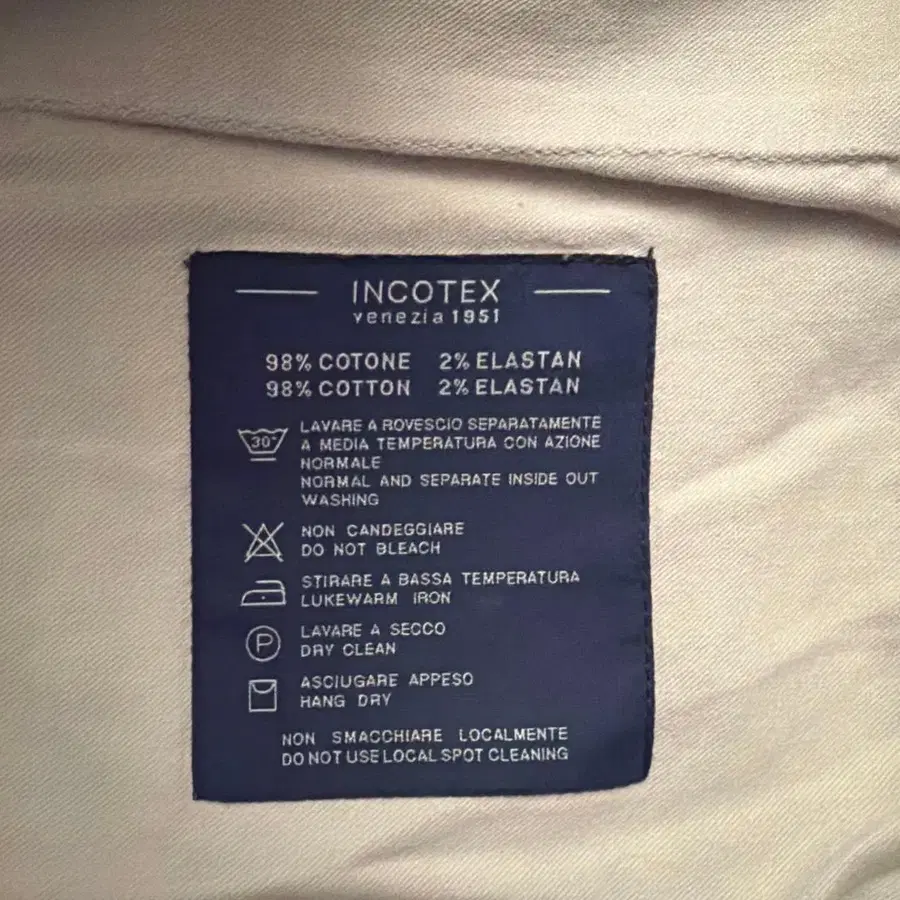 INCOTEX
venezia 1951
98% COTONE 2% ELASTAN
98% COTTON 2% ELASTAN
30°
LAVARE A ROVESCIO SEPARATAMENTE
A MEDIA TEMPERATURA CON AZIONE
NORMALE
NORMAL AND SEPARATE INSIDE OUT
WASHING
NON CANDEGGIARE
DO NOT BLEACH
STIRARE A BASSA TEMPERATURA
LUKEWARM IRON
P
LAVARE A SECCO
DRY CLEAN
ASCIUGARE APPESO
HANG DRY
NON SMACCHIARE LOCALMENTE
DO NOT USE LOCAL SPOT CLEANING